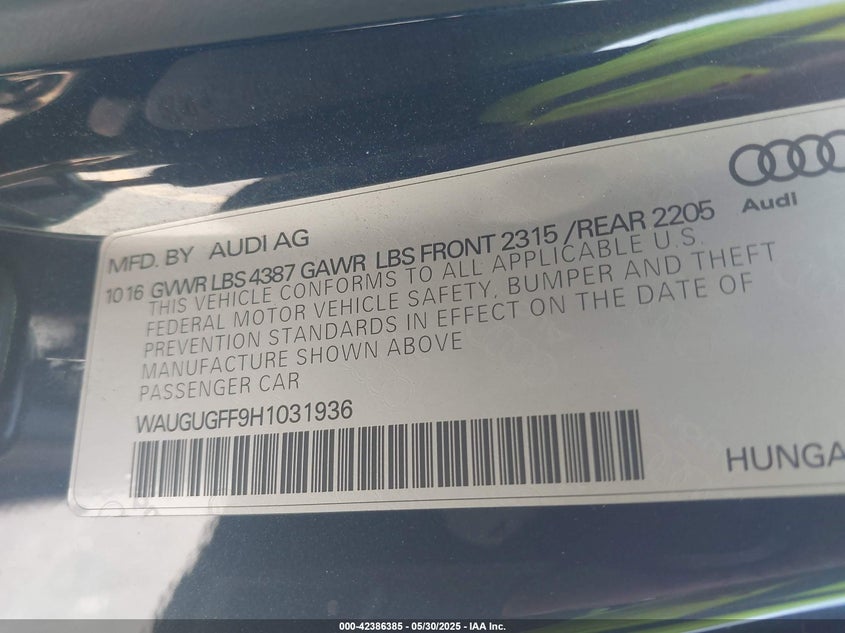 Audi
MFD. BY AUDI AG
10 16 GVWR LBS 4387 GAWR LBS FRONT 2315 /REAR 2205
THIS VEHICLE CONFORMS TO ALL APPLICABLE U.S.
FEDERAL MOTOR VEHICLE SAFETY, BUMPER AND THEFT
PREVENTION STANDARDS IN EFFECT ON THE DATE OF
MANUFACTURE SHOWN ABOVE
PASSENGER CAR
WAUGUGFF9H1031936
HUNGA
000-42386385 - 05/30/2025 - IAA Inc.